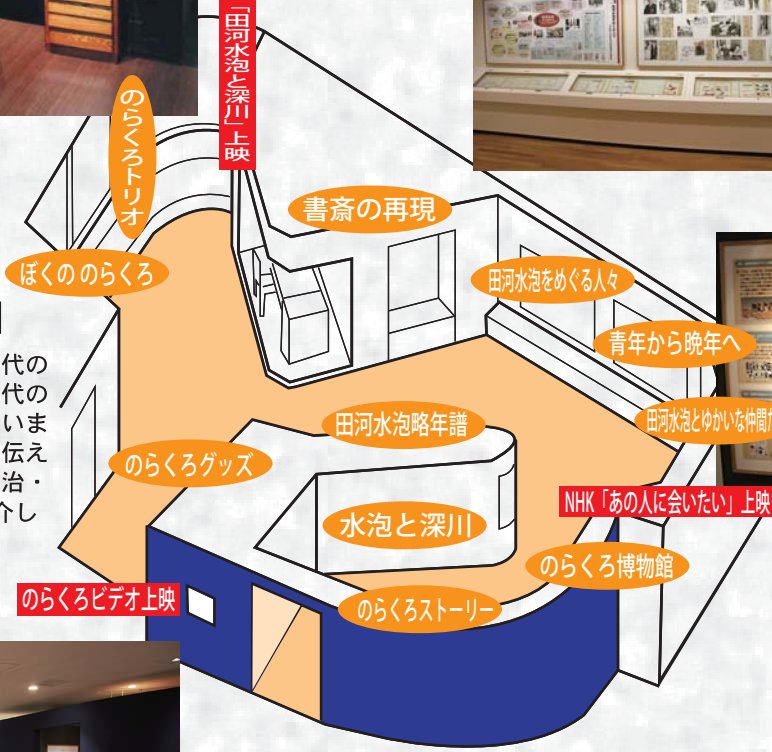 「田河水泡と深川」上映
のらくろトリオ
書斎の再現
ぼくの のらくろ
田河水泡をめぐる人々
青年から晩年へ
代の
代の
いま
伝え
治・
介し
田河水泡略年譜
田河水泡とゆかいな仲間た
のらくろグッズ
NHK「あの人に会いたい」上映
水泡と深川
のらくろ博物館
のらくろビデオ上映
のらくろストーリー